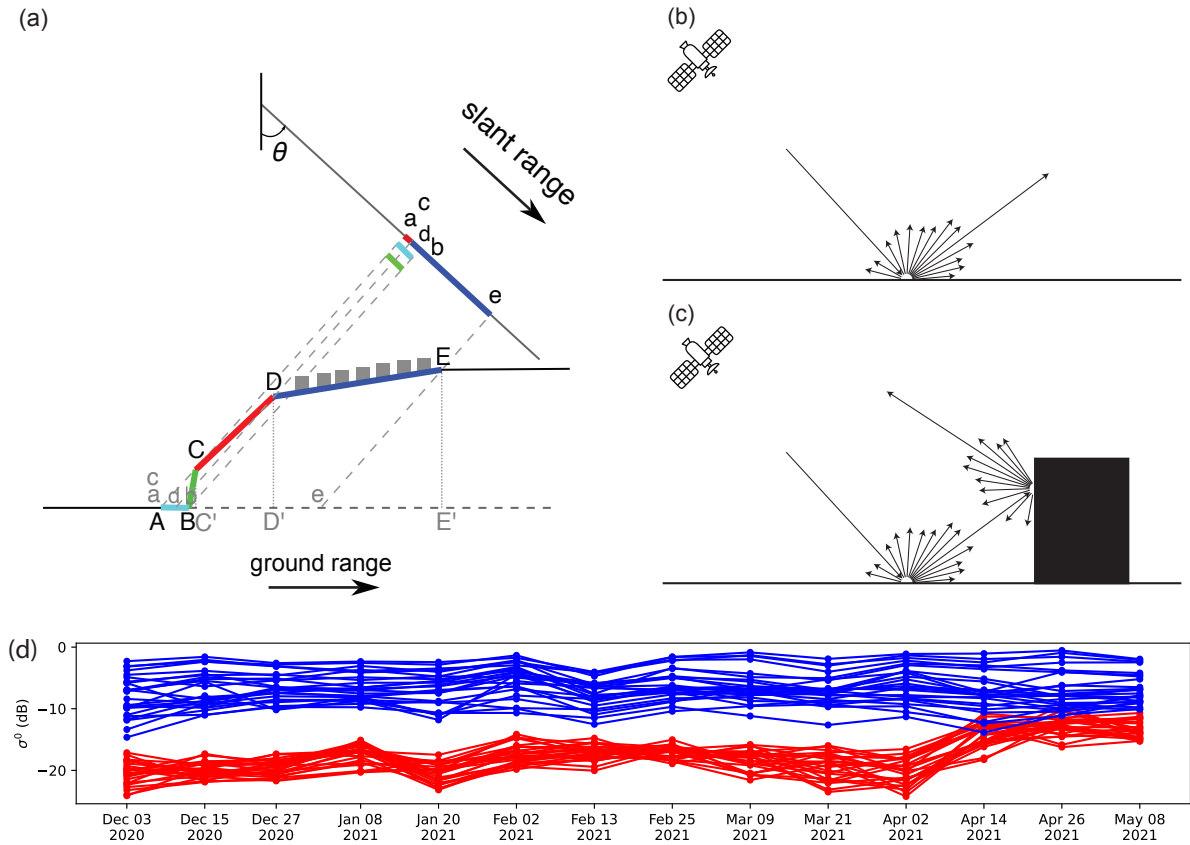 (a)
θ
slant range
a c
d
b
e
D
E
C
c
a d b
e
A B C' D' E'
ground range
(b)
(c)
(d)
σ⁰ (dB)
0
−10
−20
Dec 03 Dec 15 Dec 27 Jan 08 Jan 20 Feb 02 Feb 13 Feb 25 Mar 09 Mar 21 Apr 02 Apr 14 Apr 26 May 08
2020 2020 2020 2021 2021 2021 2021 2021 2021 2021 2021 2021 2021 2021